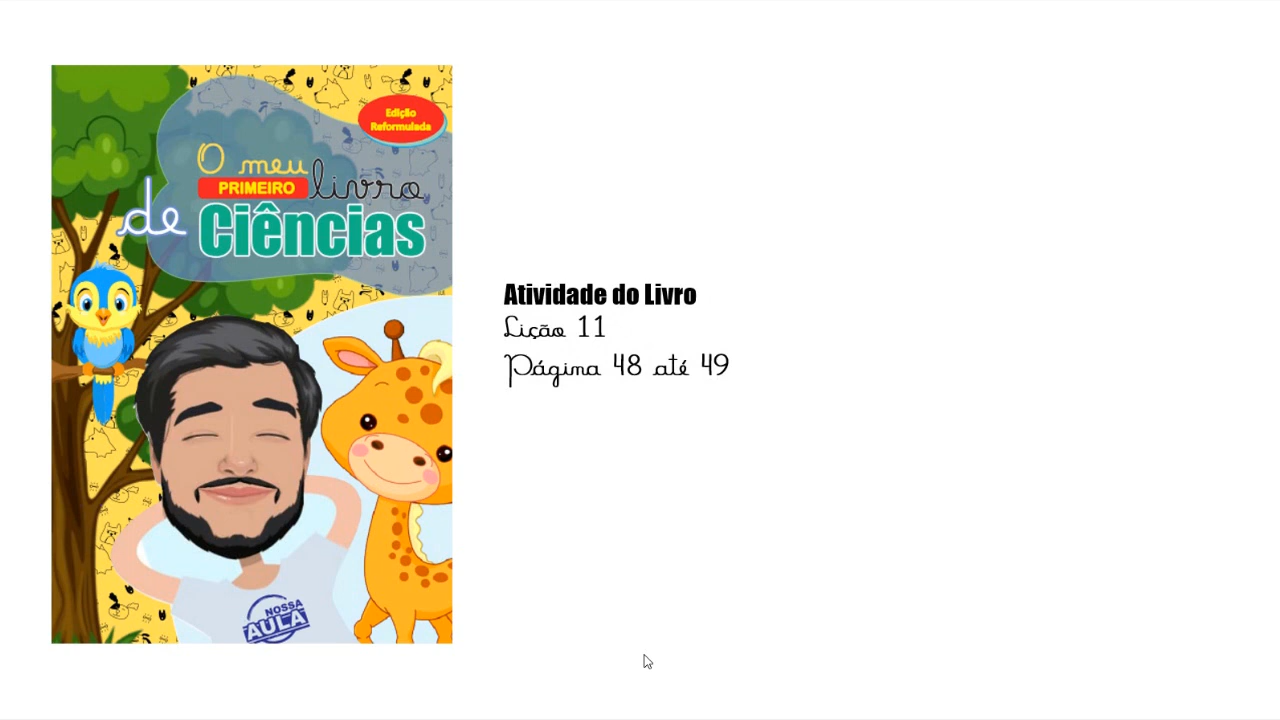 Edição
Reformulada
O meu
PRIMEIRO livro
de Ciências
NOSSA
AULA
Atividade do Livro
Lição 11
Página 48 até 49